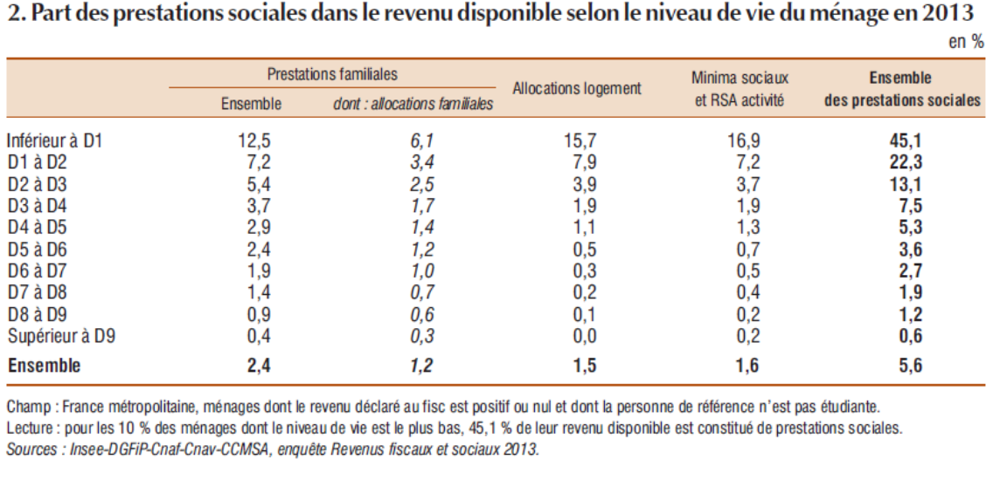 2. Part des prestations sociales dans le revenu disponible selon le niveau de vie du ménage en 2013
en %
Prestations familiales Allocations logement Minima sociaux et RSA activité Ensemble des prestations sociales
Ensemble dont : allocations familiales
Inférieur à D1 12,5 6,1 15,7 16,9 45,1
D1 à D2 7,2 3,4 7,9 7,2 22,3
D2 à D3 5,4 2,5 3,9 3,7 13,1
D3 à D4 3,7 1,7 1,9 1,9 7,5
D4 à D5 2,9 1,4 1,1 1,3 5,3
D5 à D6 2,4 1,2 0,5 0,7 3,6
D6 à D7 1,9 1,0 0,3 0,5 2,7
D7 à D8 1,4 0,7 0,2 0,4 1,9
D8 à D9 0,9 0,6 0,1 0,2 1,2
Supérieur à D9 0,4 0,3 0,0 0,2 0,6
Ensemble 2,4 1,2 1,5 1,6 5,6
Champ : France métropolitaine, ménages dont le revenu déclaré au fisc est positif ou nul et dont la personne de référence n'est pas étudiante.
Lecture : pour les 10 % des ménages dont le niveau de vie est le plus bas, 45,1 % de leur revenu disponible est constitué de prestations sociales.
Sources : Insee-DGFiP-Cnaf-Cnav-CCMSA, enquête Revenus fiscaux et sociaux 2013.